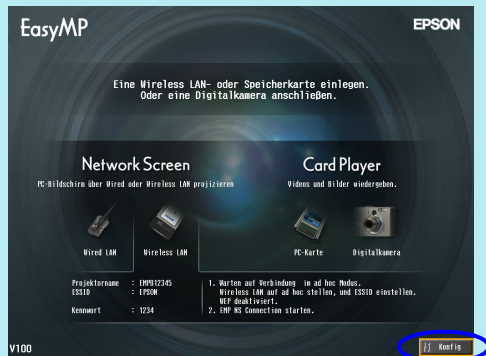 EasyMP
EPSON
Eine Wireless LAN- oder Speicherkarte einlegen.
Oder eine Digitalkamera anschließen.
Network Screen
PC-Bildschirm über Wired oder Wireless LAN projizieren
Wired LAN
Wireless LAN
Card Player
Videos und Bilder wiedergeben.
PC-Karte
Digitalkamera
Projektorname : EMP012345
ESSID : EPSON
Kennwort : 1234
1. Warten auf Verbindung in ad hoc Modus.
Wireless LAN auf ad hoc stellen, und ESSID einstellen.
WEP deaktiviert.
2. EMP NS Connection starten.
V100
Konfig